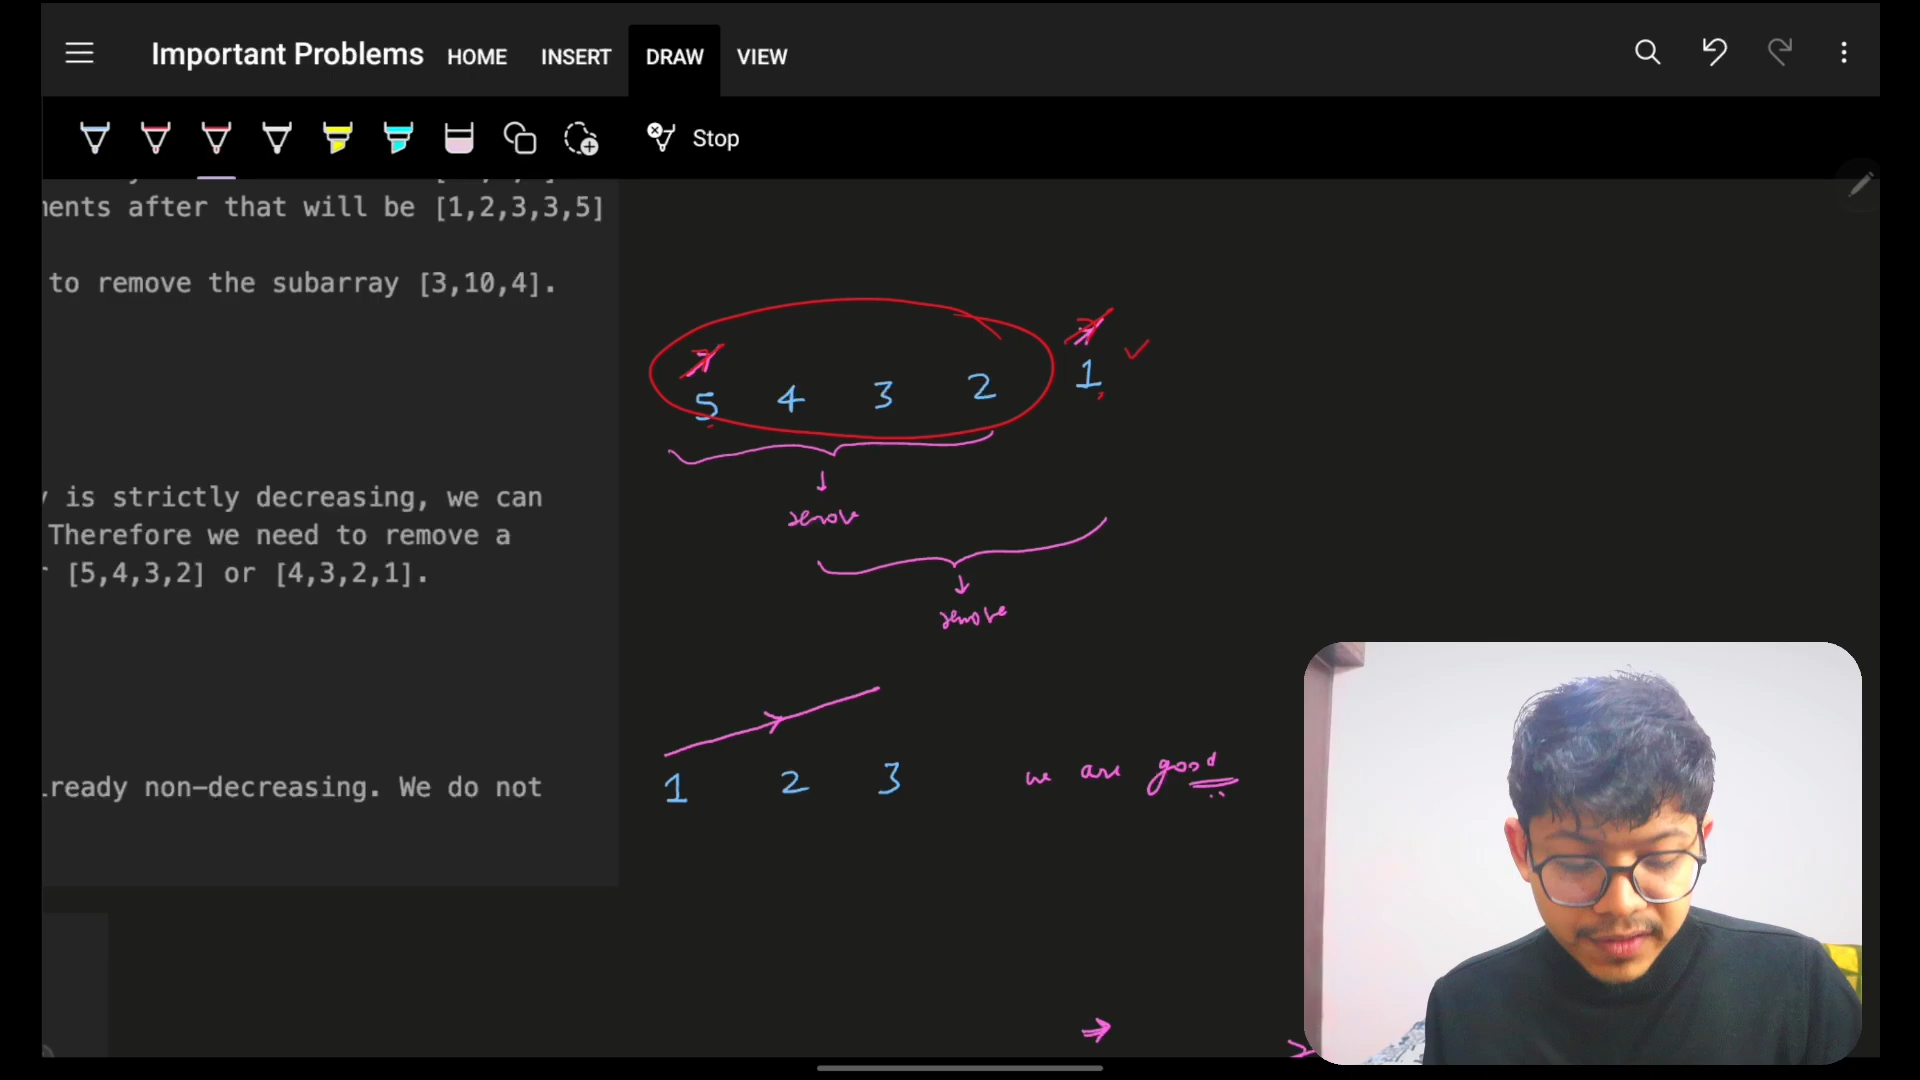 Important Problems HOME INSERT DRAW VIEW
Stop
ents after that will be [1,2,3,3,5]
to remove the subarray [3,10,4].
5 4 3 2 1
remove
is strictly decreasing, we can
Therefore we need to remove a
[5,4,3,2] or [4,3,2,1].
remove
1 2 3 we are good
ready non-decreasing. We do not